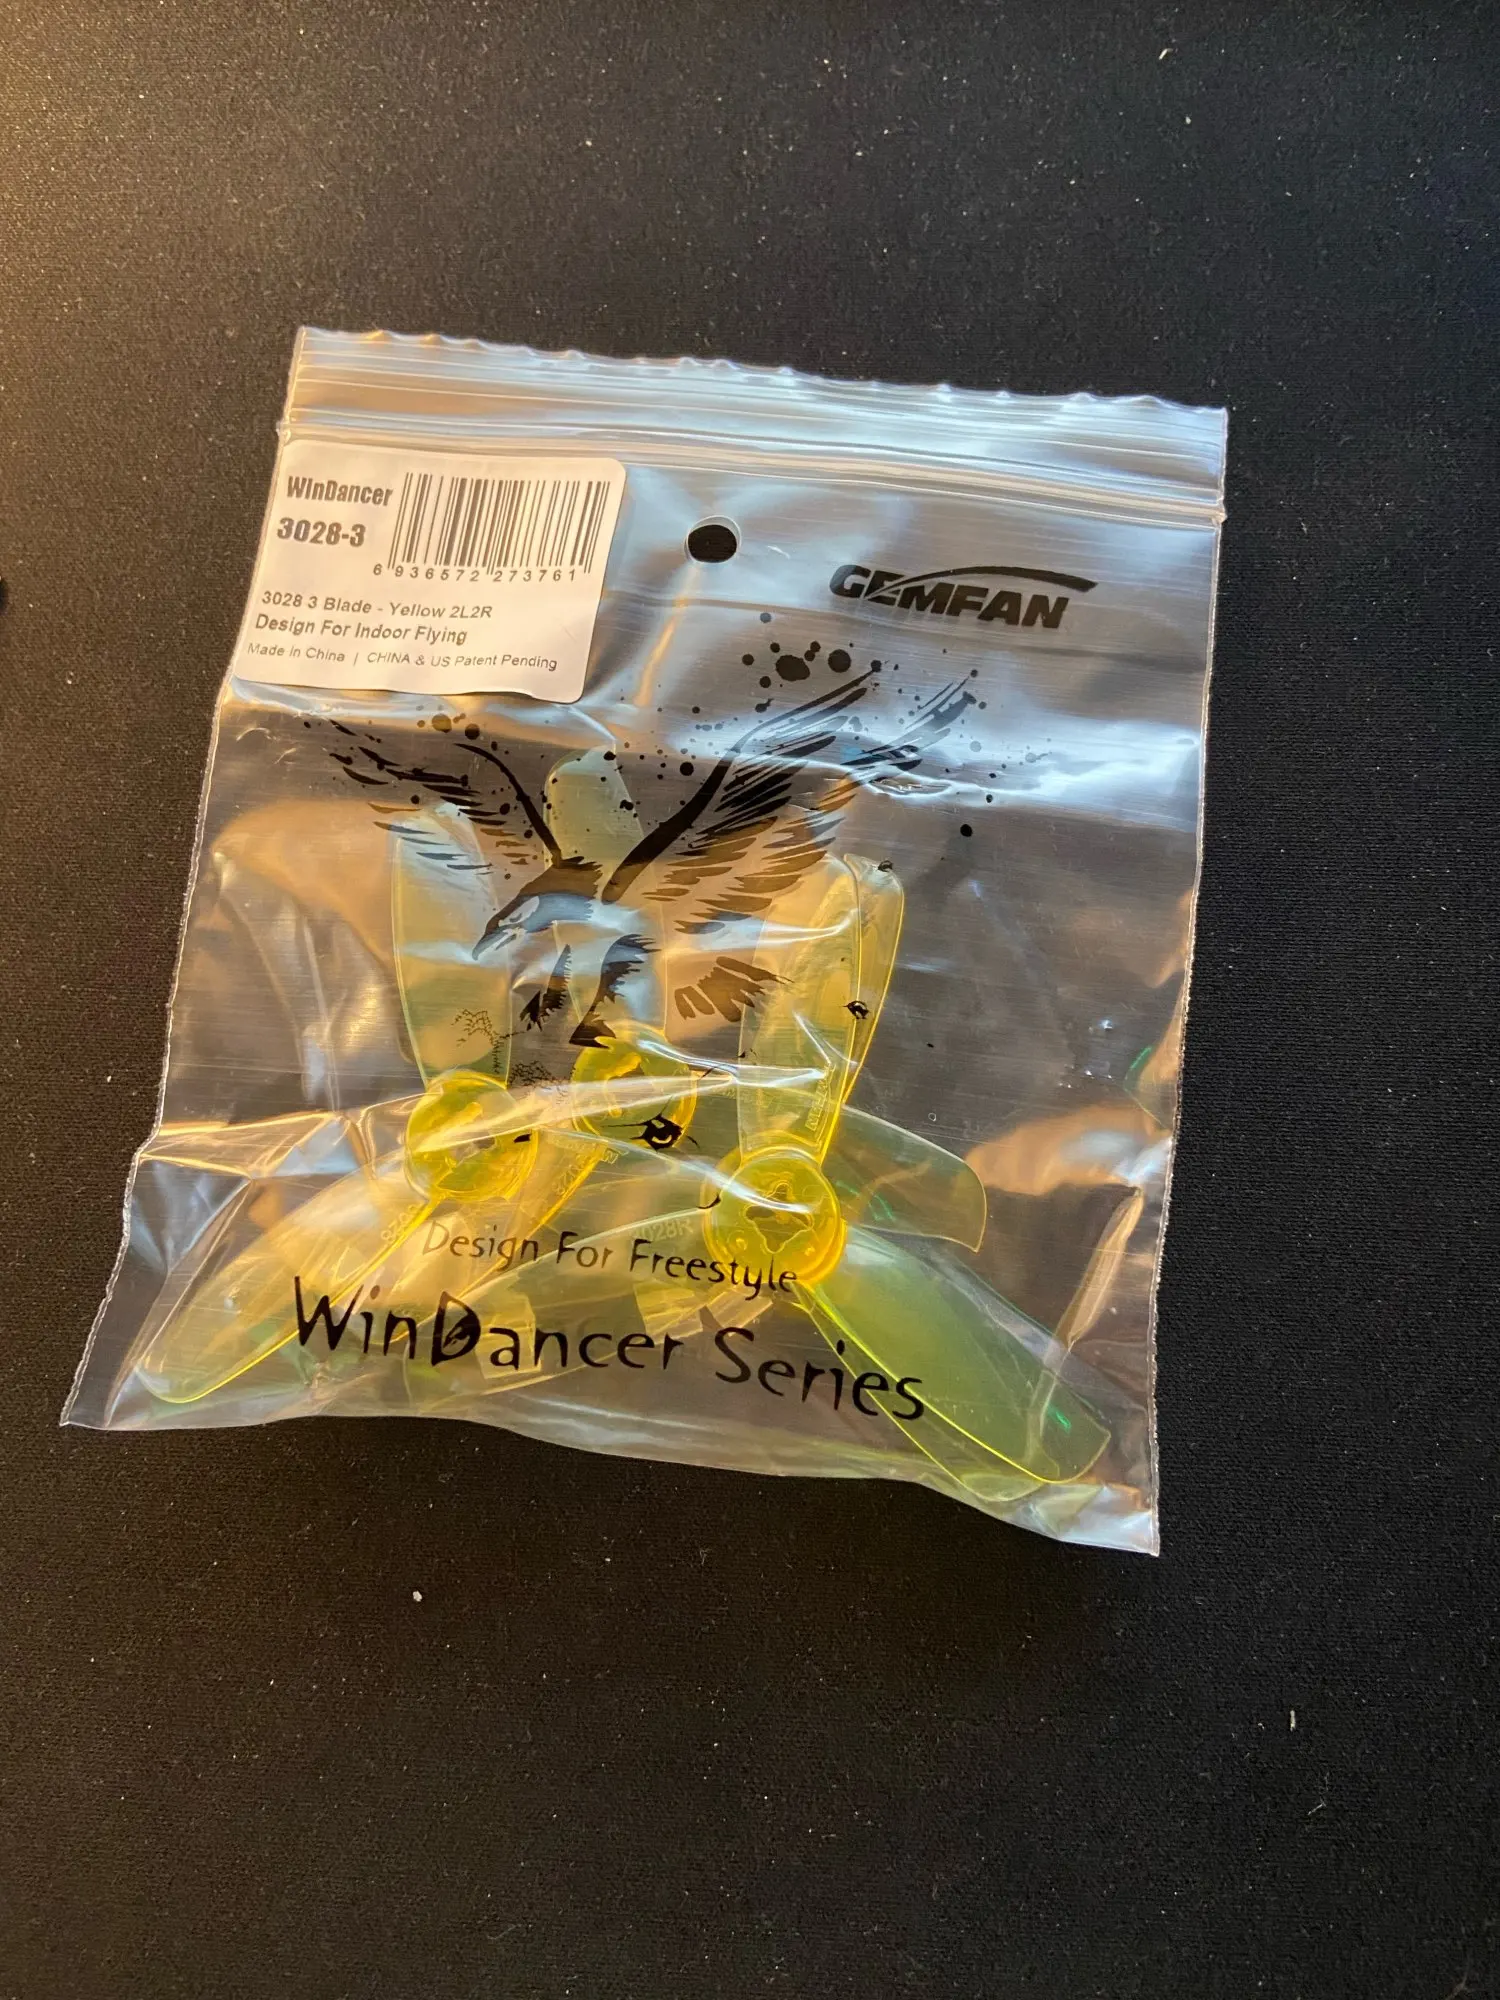 WinDancer
3028-3
6 936572 273761
3028 3 Blade - Yellow 2L2R
Design For Indoor Flying
Made in China | CHINA & US Patent Pending
GEMFAN
Design For Freestyle
WinDancer Series